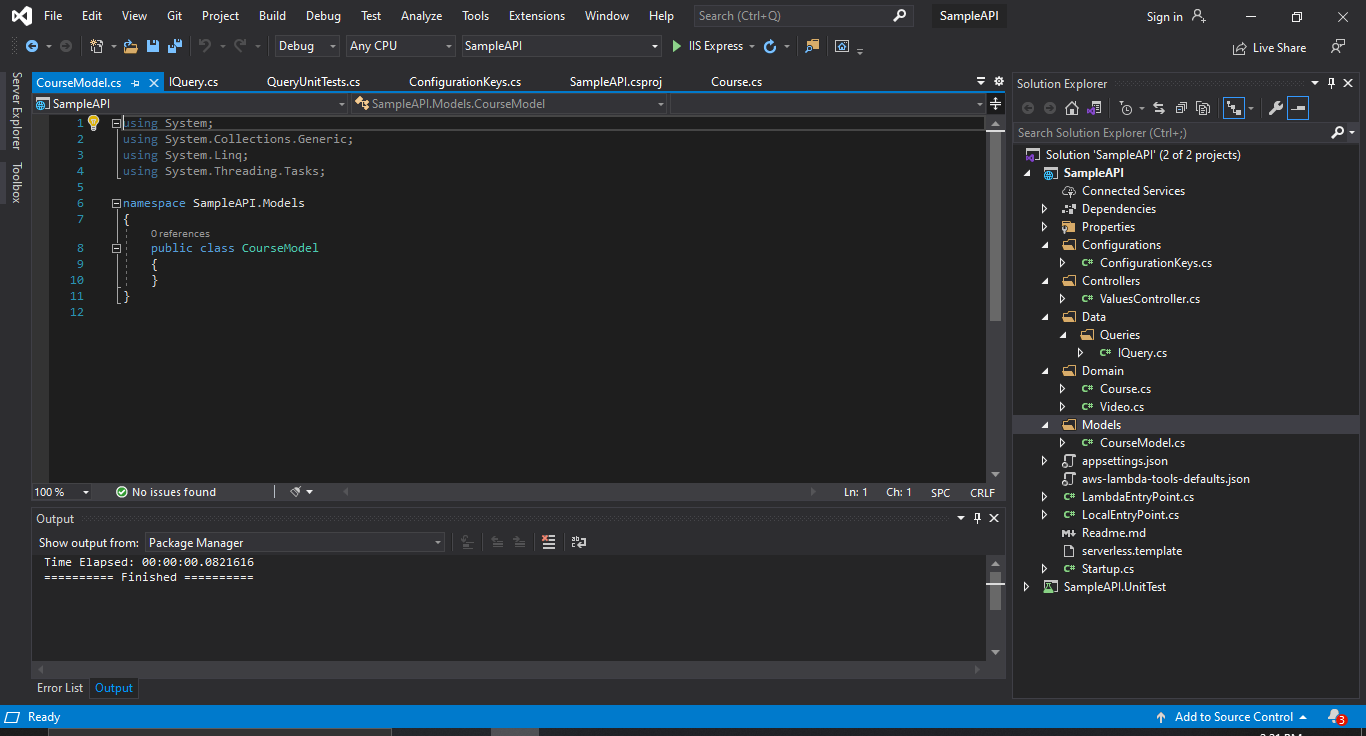 File Edit View Git Project Build Debug Test Analyze Tools Extensions Window Help Search (Ctrl+Q) SampleAPI Sign in
Debug Any CPU SampleAPI IIS Express Live Share
Server Explorer
Toolbox
CourseModel.cs IQuery.cs QueryUnitTests.cs ConfigurationKeys.cs SampleAPI.csproj Course.cs
SampleAPI SampleAPI.Models.CourseModel
1 using System;
2 using System.Collections.Generic;
3 using System.Linq;
4 using System.Threading.Tasks;
5
6 namespace SampleAPI.Models
7 {
0 references
8 public class CourseModel
9 {
10 }
11 }
12
100 % No issues found Ln: 1 Ch: 1 SPC CRLF
Output
Show output from: Package Manager
Time Elapsed: 00:00:00.0821616
========== Finished ==========
Error List Output
Solution Explorer
Search Solution Explorer (Ctrl+;)
Solution 'SampleAPI' (2 of 2 projects)
SampleAPI
Connected Services
Dependencies
Properties
Configurations
C# ConfigurationKeys.cs
Controllers
C# ValuesController.cs
Data
Queries
C# IQuery.cs
Domain
C# Course.cs
C# Video.cs
Models
C# CourseModel.cs
appsettings.json
aws-lambda-tools-defaults.json
C# LambdaEntryPoint.cs
C# LocalEntryPoint.cs
M↓ Readme.md
serverless.template
C# Startup.cs
SampleAPI.UnitTest
Ready Add to Source Control 3